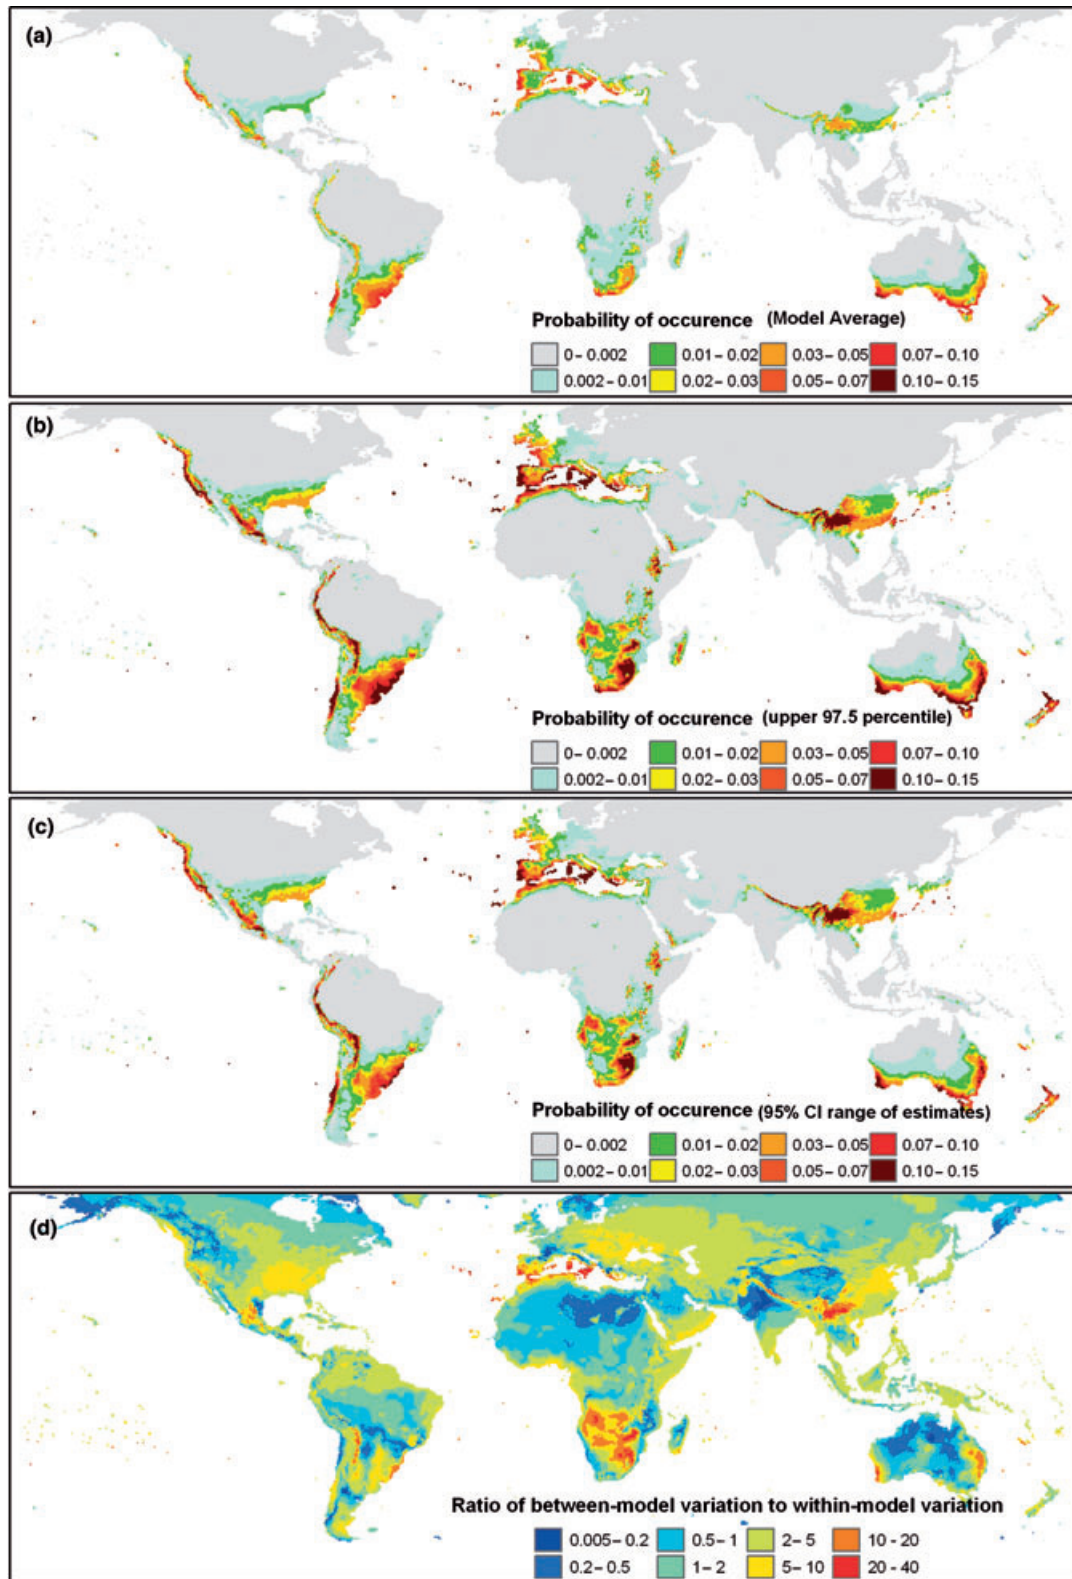 (a)
Probability of occurence (Model Average)
0 – 0.002 0.01 – 0.02 0.03 – 0.05 0.07 – 0.10
0.002 – 0.01 0.02 – 0.03 0.05 – 0.07 0.10 – 0.15
(b)
Probability of occurence (upper 97.5 percentile)
0 – 0.002 0.01 – 0.02 0.03 – 0.05 0.07 – 0.10
0.002 – 0.01 0.02 – 0.03 0.05 – 0.07 0.10 – 0.15
(c)
Probability of occurence (95% CI range of estimates)
0 – 0.002 0.01 – 0.02 0.03 – 0.05 0.07 – 0.10
0.002 – 0.01 0.02 – 0.03 0.05 – 0.07 0.10 – 0.15
(d)
Ratio of between-model variation to within-model variation
0.005 – 0.2 0.5 – 1 2 – 5 10 - 20
0.2 – 0.5 1 – 2 5 – 10 20 - 40